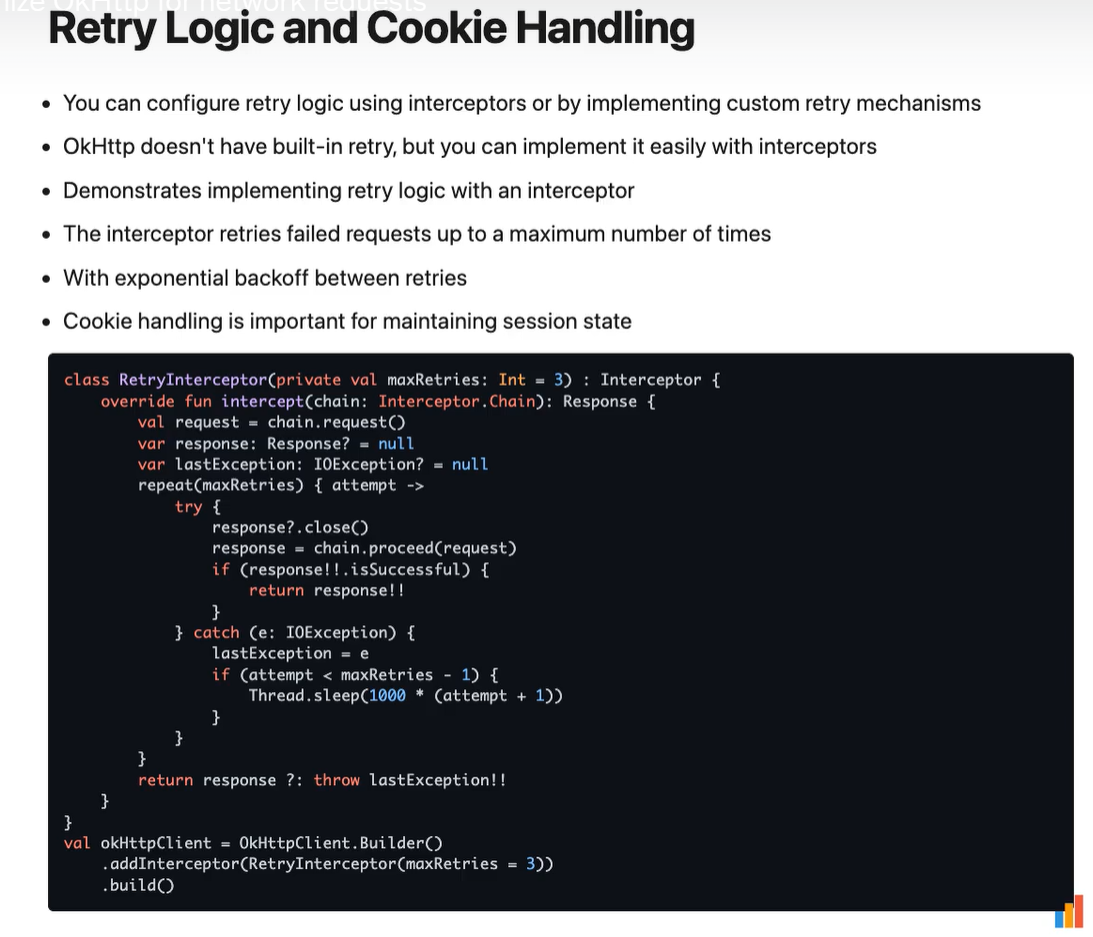 nize OkHttp for network requests
Retry Logic and Cookie Handling
• You can configure retry logic using interceptors or by implementing custom retry mechanisms
• OkHttp doesn't have built-in retry, but you can implement it easily with interceptors
• Demonstrates implementing retry logic with an interceptor
• The interceptor retries failed requests up to a maximum number of times
• With exponential backoff between retries
• Cookie handling is important for maintaining session state
class RetryInterceptor(private val maxRetries: Int = 3) : Interceptor {
    override fun intercept(chain: Interceptor.Chain): Response {
        val request = chain.request()
        var response: Response? = null
        var lastException: IOException? = null
        repeat(maxRetries) { attempt ->
            try {
                response?.close()
                response = chain.proceed(request)
                if (response!!.isSuccessful) {
                    return response!!
                }
            } catch (e: IOException) {
                lastException = e
                if (attempt < maxRetries - 1) {
                    Thread.sleep(1000 * (attempt + 1))
                }
            }
        }
        return response ?: throw lastException!!
    }
}
val okHttpClient = OkHttpClient.Builder()
    .addInterceptor(RetryInterceptor(maxRetries = 3))
    .build()